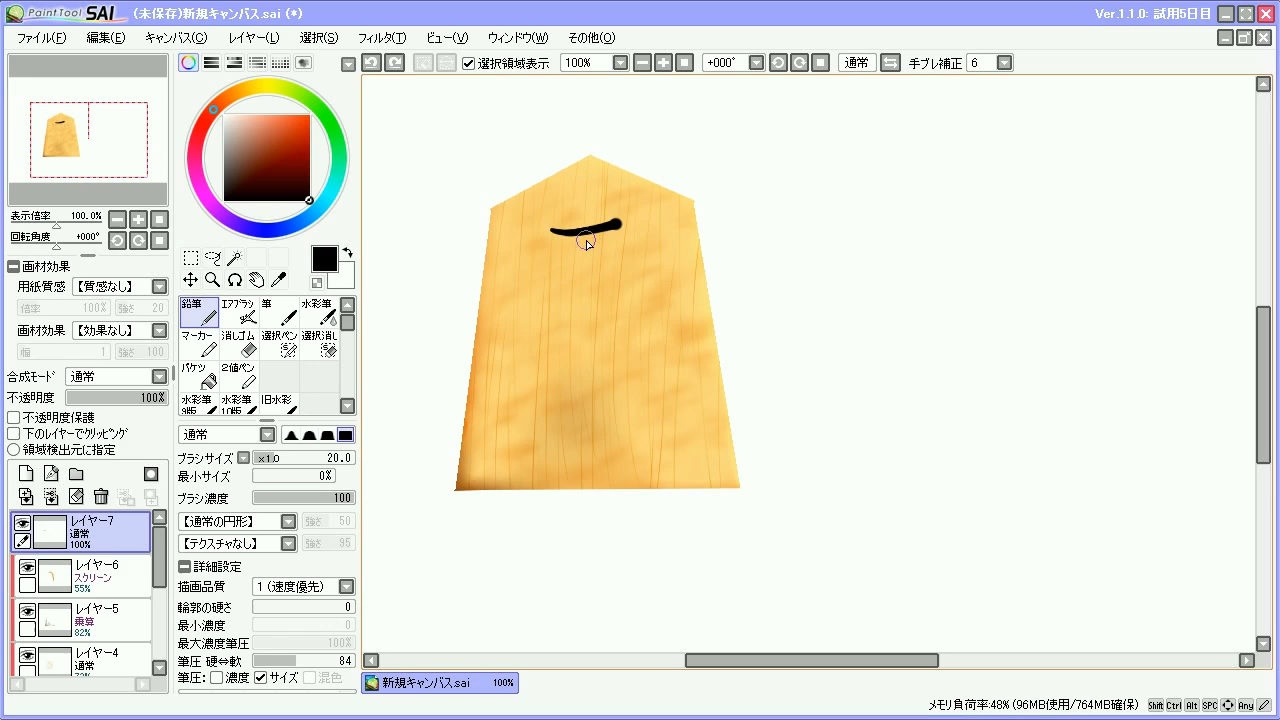 PaintTool SAI (未保存)新規キャンバス.sai (*) Ver.1.1.0: 試用5日目
ファイル(F) 編集(E) キャンバス(C) レイヤー(L) 選択(S) フィルタ(T) ビュー(V) ウィンドウ(W) その他(O)
選択領域表示 100% +000° 通常 手ブレ補正 6
表示倍率 100.0%
回転角度 +000°
画材効果
用紙質感 【質感なし】
倍率 100% 強さ 20
画材効果 【効果なし】
幅 1 強さ 100
合成モード 通常
不透明度 100%
不透明度保護
下のレイヤーでクリッピング
領域検出元に指定
レイヤー7
通常
100%
レイヤー6
スクリーン
55%
レイヤー5
乗算
82%
レイヤー4
通常
鉛筆 エアブラシ 筆 水彩筆
マーカー 消しゴム 選択ペン 選択消し
バケツ 2値ペン
水彩筆 水彩筆 旧水彩
通常
ブラシサイズ x1.0 20.0
最小サイズ 0%
ブラシ濃度 100
【通常の円形】 強さ 50
【テクスチャなし】 強さ 95
詳細設定
描画品質 1 (速度優先)
輪郭の硬さ 0
最小濃度 0
最大濃度筆圧 100%
筆圧 硬⇔軟 84
筆圧: 濃度 サイズ 混色
新規キャンバス.sai 100%
メモリ負荷率:48% (96MB使用/764MB確保) Shift Ctrl Alt SPC Any